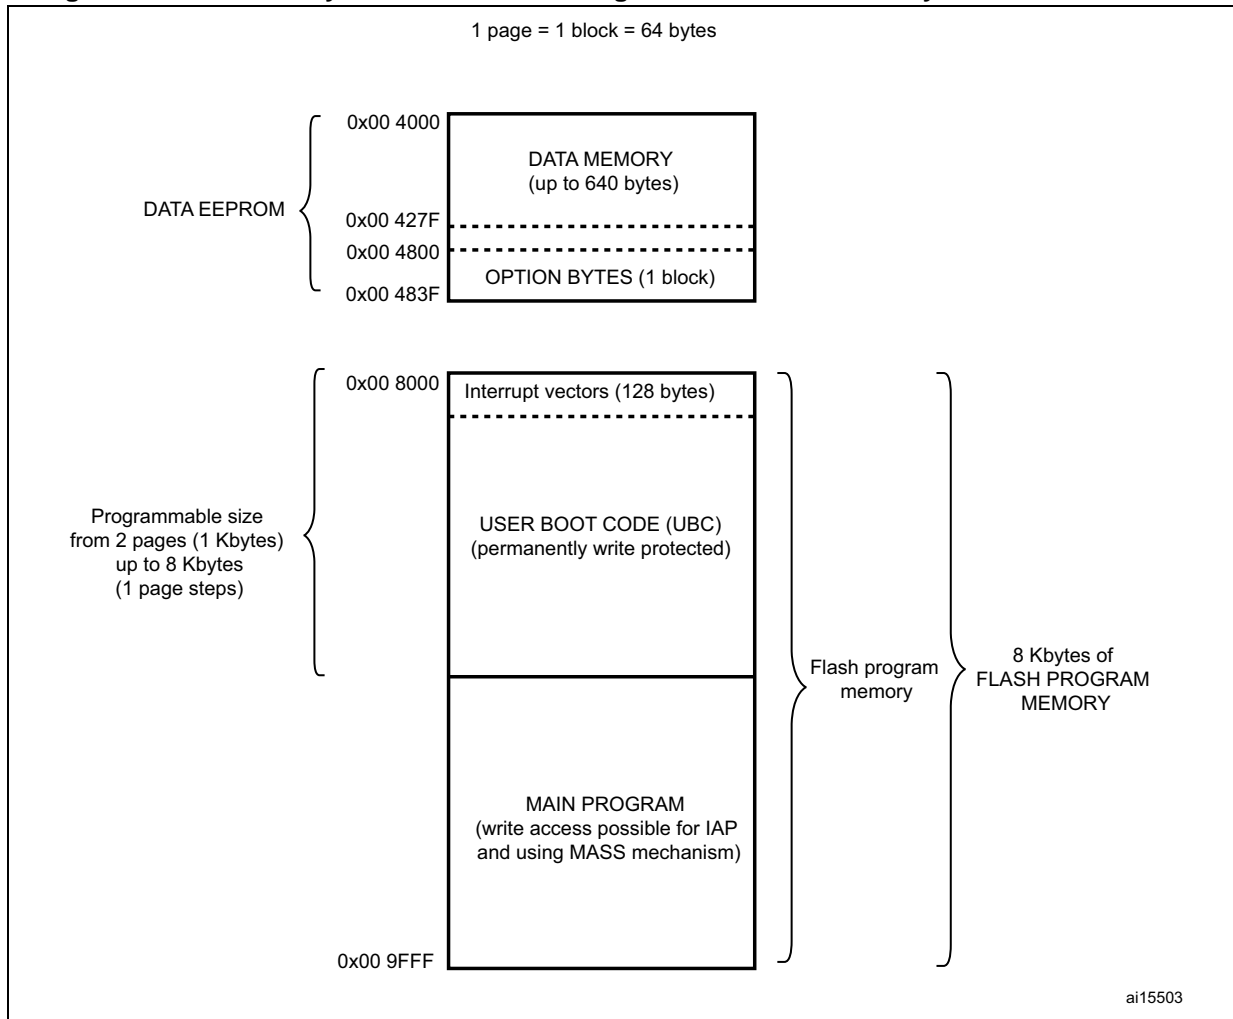 1 page = 1 block = 64 bytes
0x00 4000
DATA MEMORY
(up to 640 bytes)
DATA EEPROM
0x00 427F
0x00 4800
OPTION BYTES (1 block)
0x00 483F
0x00 8000
Interrupt vectors (128 bytes)
Programmable size
from 2 pages (1 Kbytes)
up to 8 Kbytes
(1 page steps)
USER BOOT CODE (UBC)
(permanently write protected)
Flash program
memory
8 Kbytes of
FLASH PROGRAM
MEMORY
MAIN PROGRAM
(write access possible for IAP
and using MASS mechanism)
0x00 9FFF
ai15503